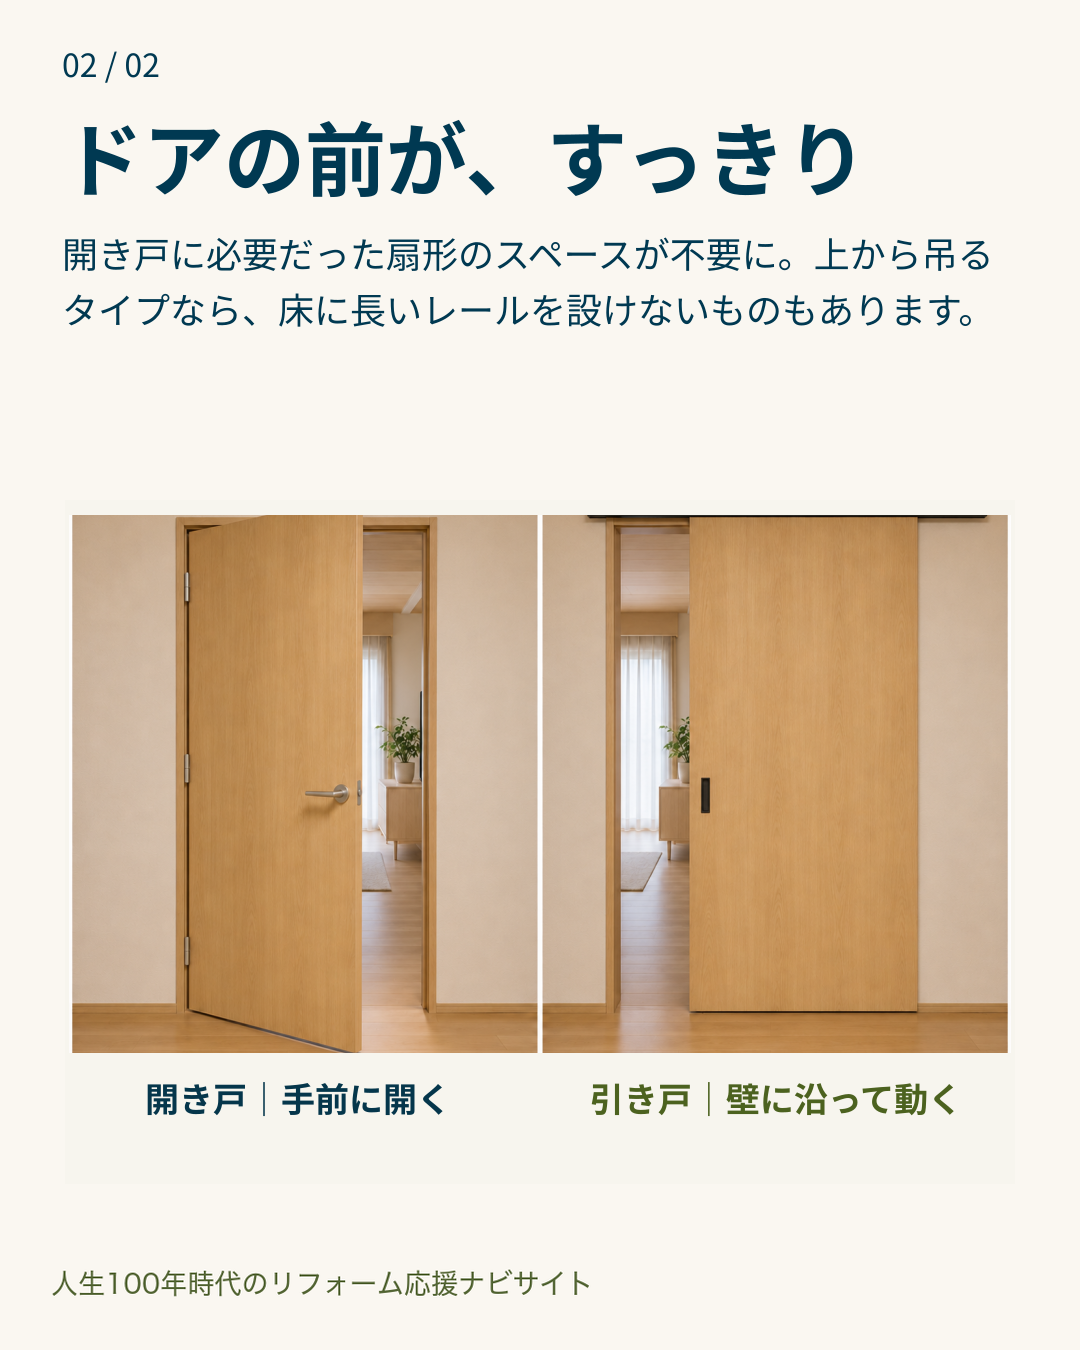 02 / 02
ドアの前が、すっきり
開き戸に必要だった扇形のスペースが不要に。上から吊る
タイプなら、床に長いレールを設けないものもあります。
開き戸｜手前に開く
引き戸｜壁に沿って動く
人生100年時代のリフォーム応援ナビサイト